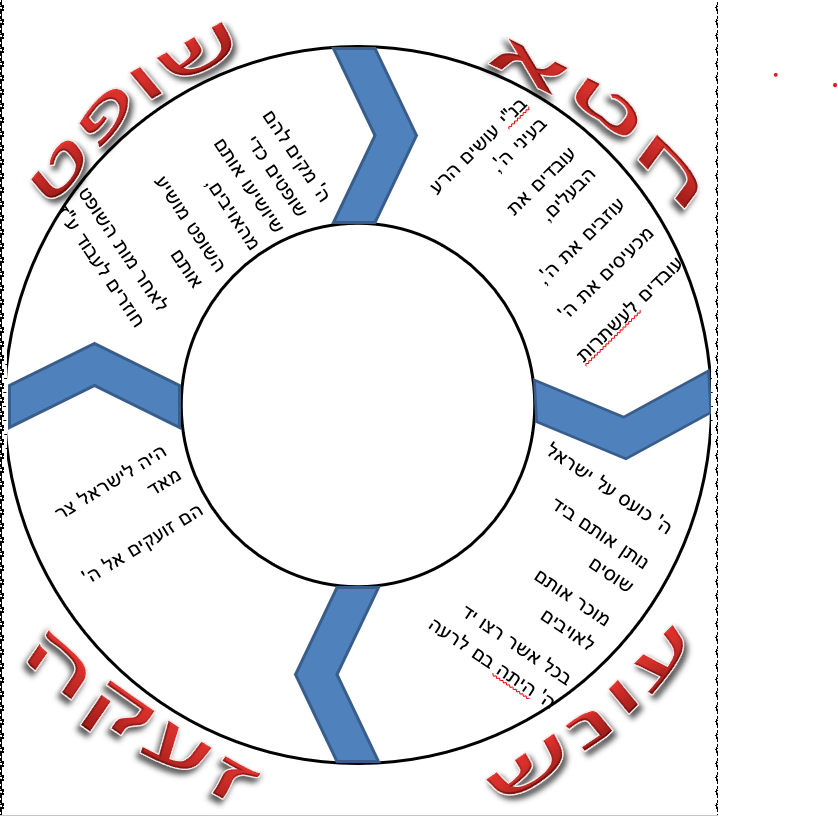 חטא
בנ"י עושים הרע
בעיני ה',
עובדים את
הבעלים,
עוזבים את ה',
מכעיסים את ה'
עובדים לעשתרות
עונש
ה' כועס על ישראל
נותן אותם ביד
שוסים
מוכר אותם
לאויבים
בכל אשר רצו יד
ה' היתה בם לרעה
זעקה
היה לישראל צר
מאד
הם זועקים אל ה'
שופט
ה' מקים להם
שופטים כדי
שיושיעו אותם
מהאויבים,
השופט מושיע
אותם
לאחר מות השופט
חוזרים לעבוד ע"ז